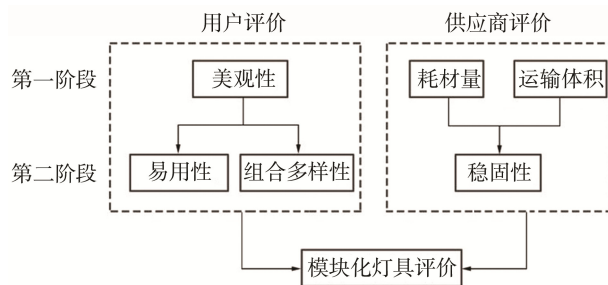 用户评价
供应商评价
第一阶段
美观性
耗材量
运输体积
第二阶段
易用性
组合多样性
稳固性
模块化灯具评价